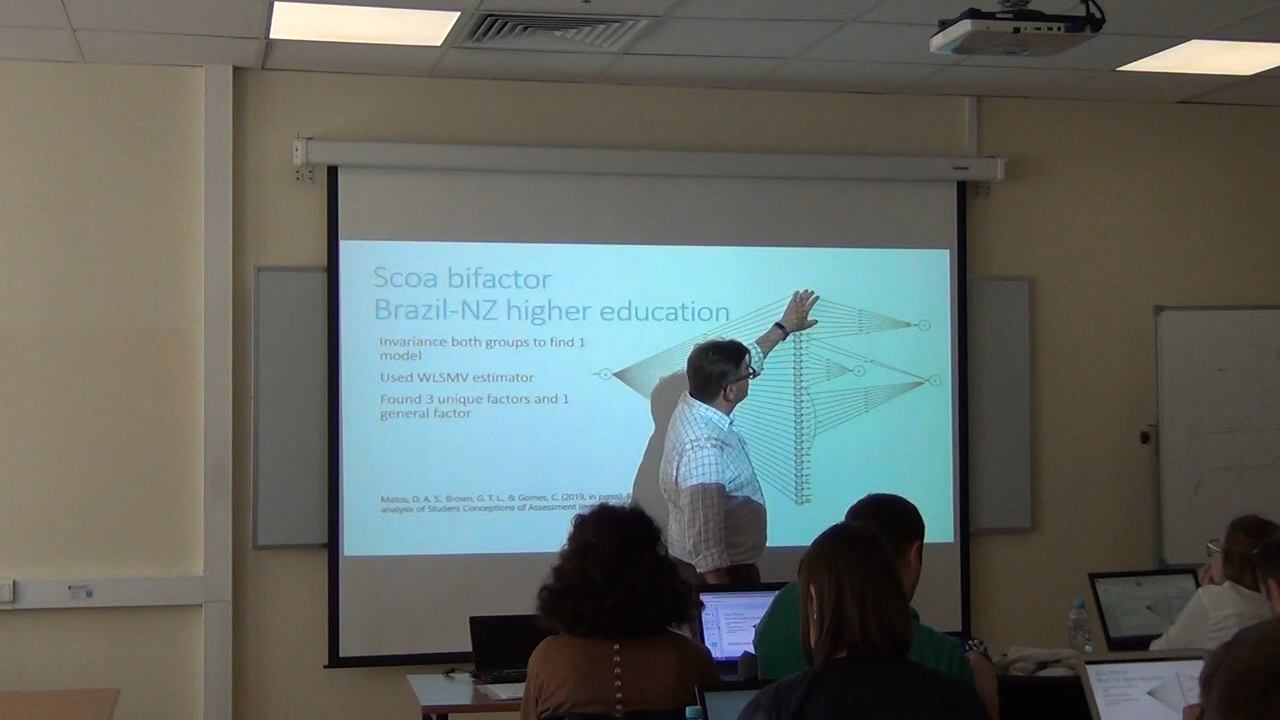 Scoa bifactor
Brazil-NZ higher education
Invariance both groups to find 1
model
Used WLSMV estimator
Found 3 unique factors and 1
general factor
Matos, D. A. S., Brown, G. T. L., & Gomes, C. (2019, in press).
analysis of Student Conceptions of Assessment